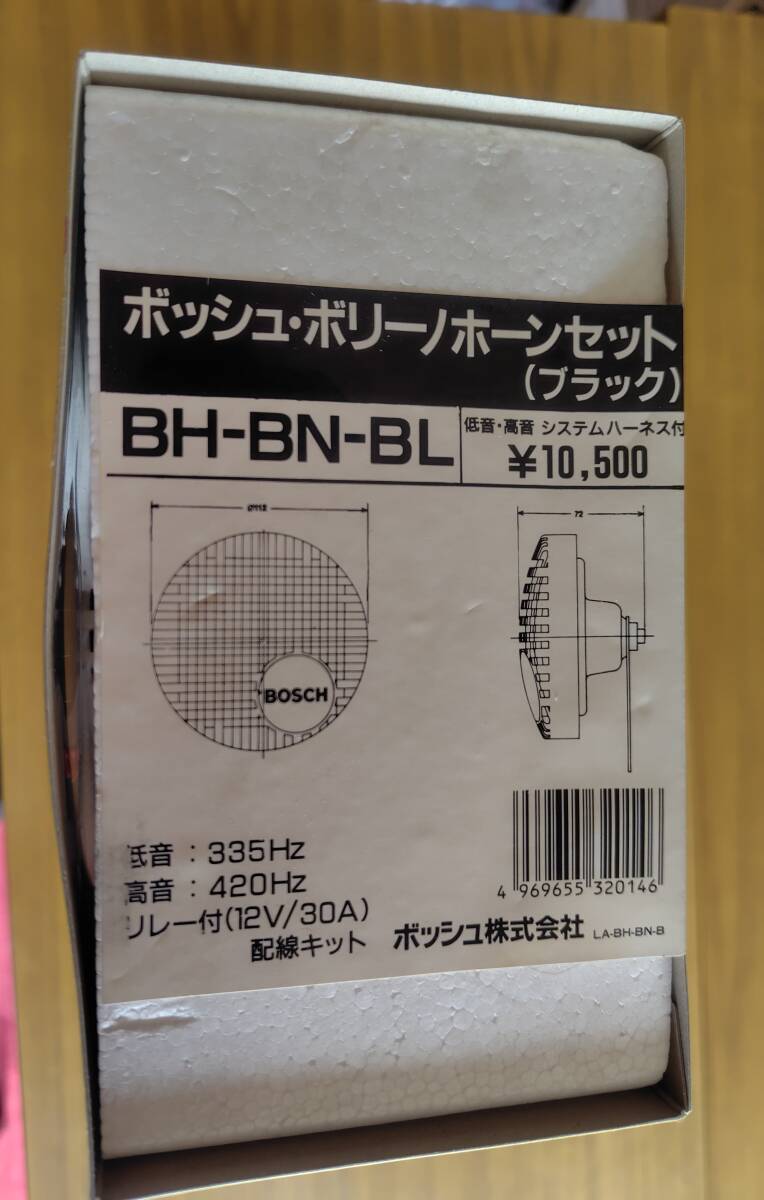 ボッシュ・ボリーノホーンセット
(ブラック)
BH-BN-BL
低音・高音 システムハーネス付
¥10,500
Ø112
72
BOSCH
低音 : 335Hz
高音 : 420Hz
リレー付(12V/30A)
配線キット
4 969655 320146
ボッシュ株式会社 LA-BH-BN-B